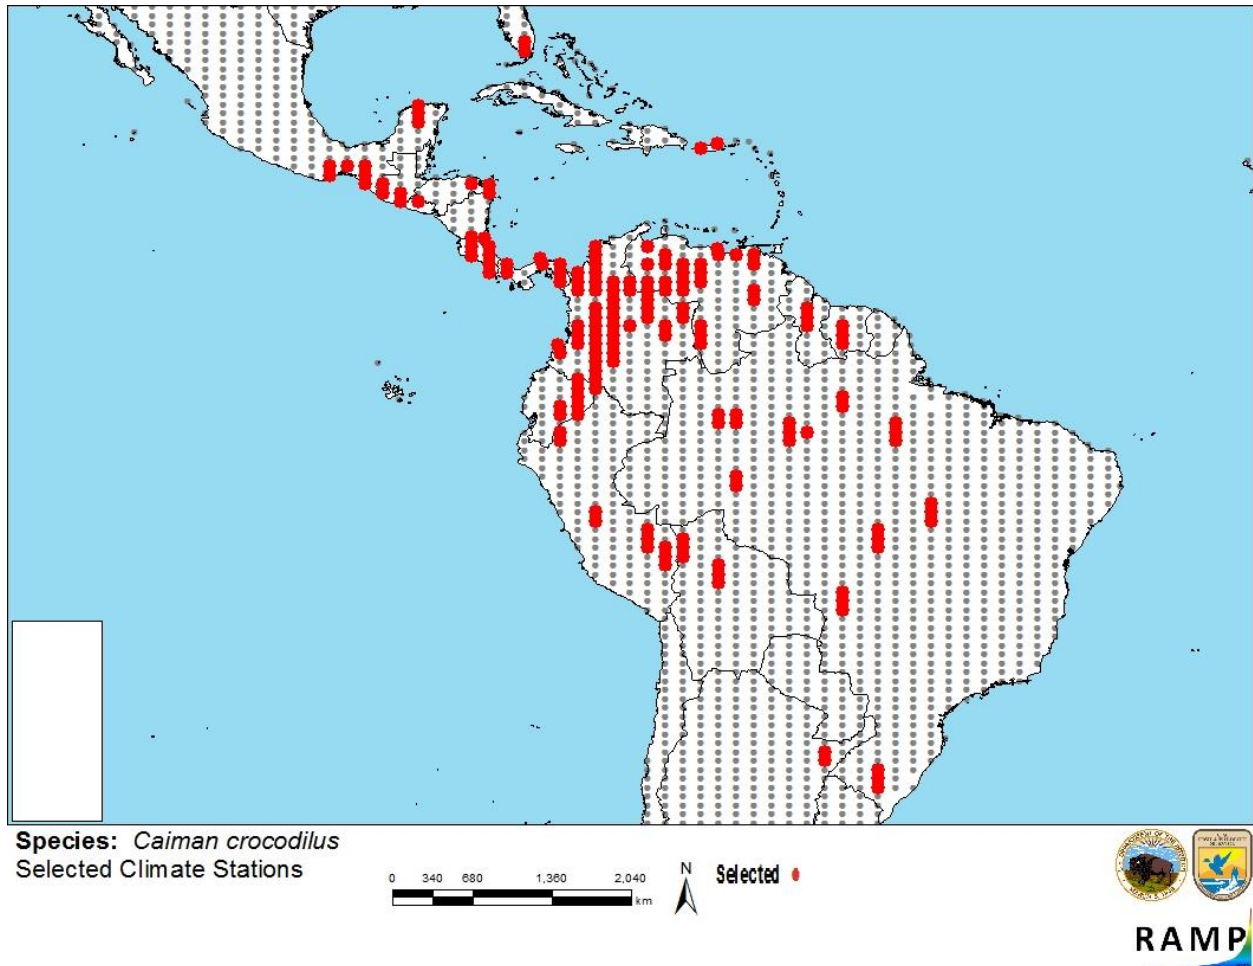 Species: Caiman crocodilus
Selected Climate Stations
0 340 680 1,360 2,040
km
N
Selected
RAMP